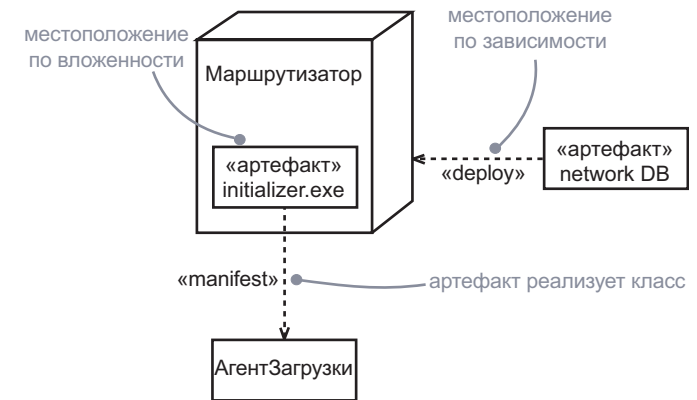 местоположение
по вложенности
местоположение
по зависимости
Маршрутизатор
«артефакт»
initializer.exe
«deploy»
«артефакт»
network DB
«manifest»
артефакт реализует класс
АгентЗагрузки